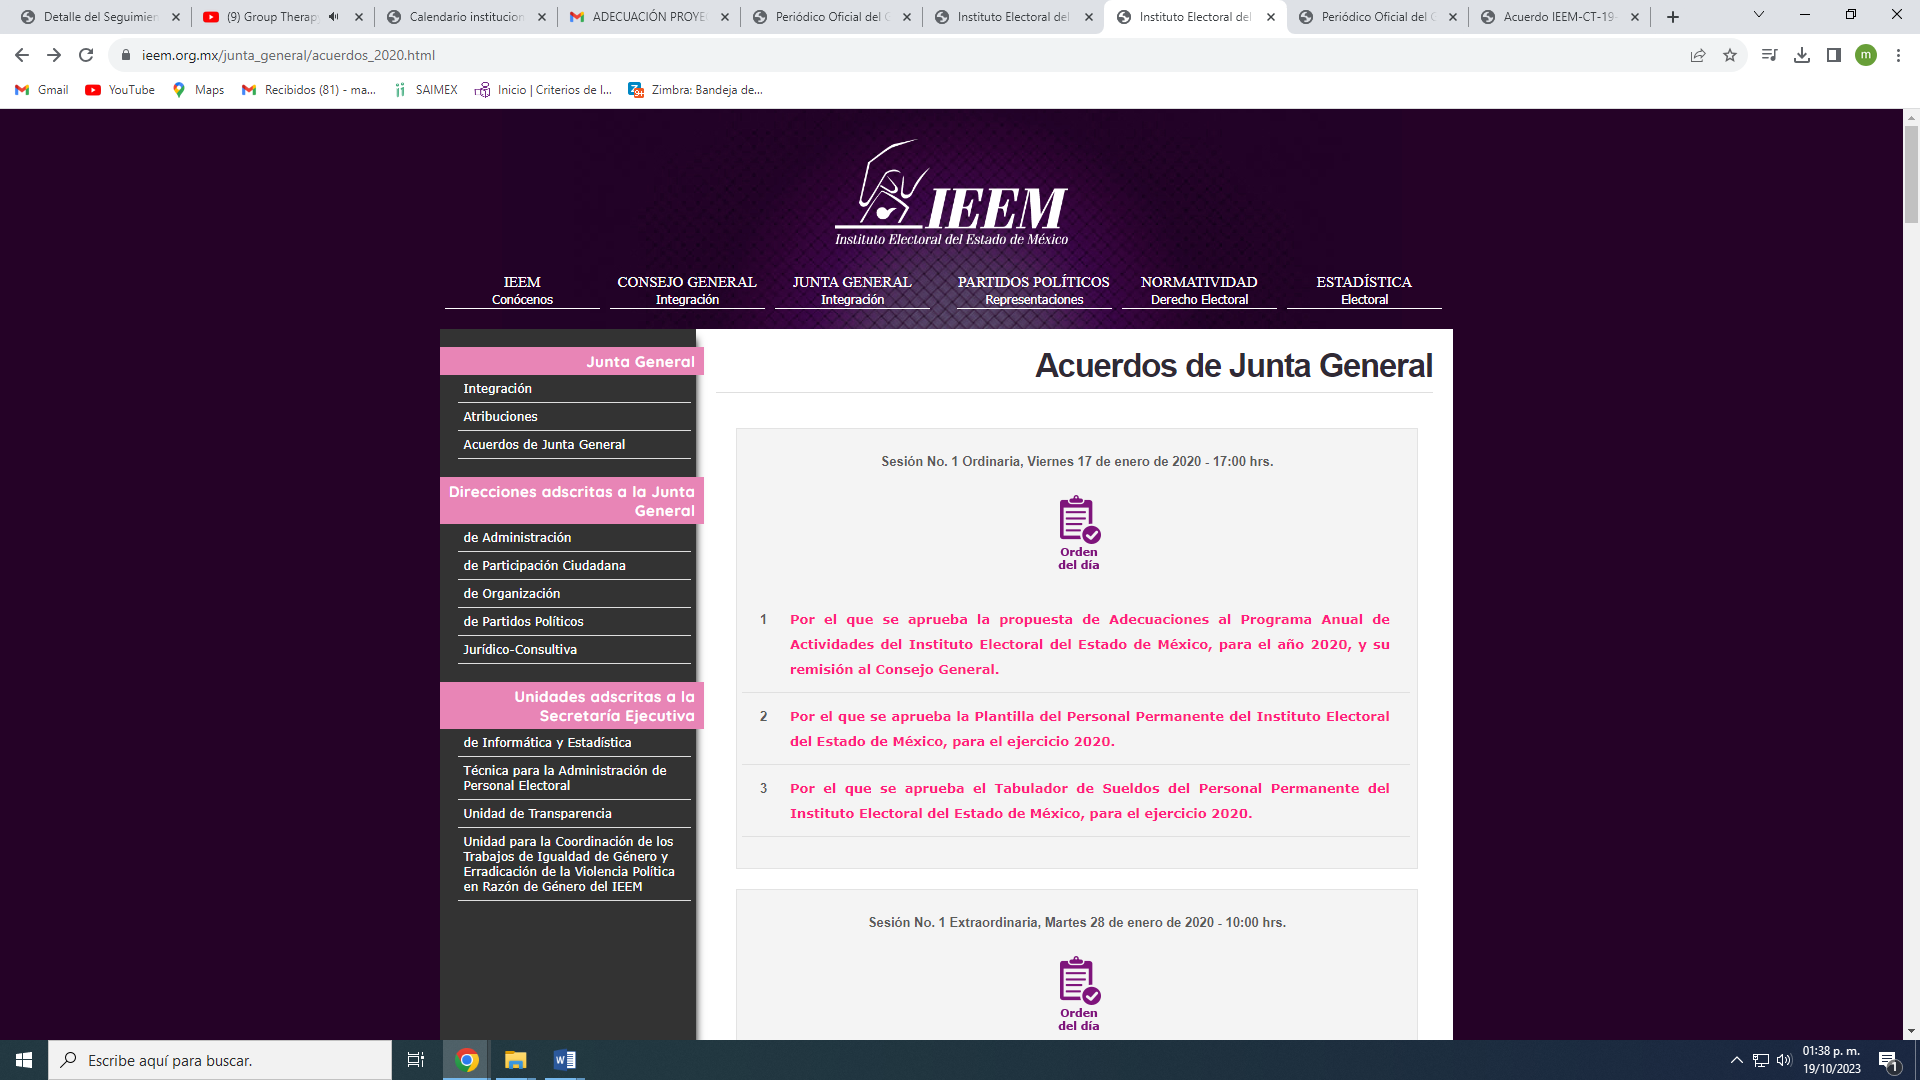 Detalle del Seguimien
(9) Group Therapy
Calendario institucion
ADECUACIÓN PROYE
Periódico Oficial del G
Instituto Electoral del
Instituto Electoral del
Periódico Oficial del G
Acuerdo IEEM-CT-19-
ieem.org.mx/junta_general/acuerdos_2020.html
m
Gmail
YouTube
Maps
Recibidos (81) - ma...
SAIMEX
Inicio | Criterios de I...
Zimbra: Bandeja de...
IEEM
Instituto Electoral del Estado de México
IEEM
Conócenos
CONSEJO GENERAL
Integración
JUNTA GENERAL
Integración
PARTIDOS POLÍTICOS
Representaciones
NORMATIVIDAD
Derecho Electoral
ESTADÍSTICA
Electoral
Junta General
Integración
Atribuciones
Acuerdos de Junta General
Direcciones adscritas a la Junta
General
de Administración
de Participación Ciudadana
de Organización
de Partidos Políticos
Jurídico-Consultiva
Unidades adscritas a la
Secretaría Ejecutiva
de Informática y Estadística
Técnica para la Administración de
Personal Electoral
Unidad de Transparencia
Unidad para la Coordinación de los
Trabajos de Igualdad de Género y
Erradicación de la Violencia Política
en Razón de Género del IEEM
Acuerdos de Junta General
Sesión No. 1 Ordinaria, Viernes 17 de enero de 2020 - 17:00 hrs.
Orden
del día
1 Por el que se aprueba la propuesta de Adecuaciones al Programa Anual de
Actividades del Instituto Electoral del Estado de México, para el año 2020, y su
remisión al Consejo General.
2 Por el que se aprueba la Plantilla del Personal Permanente del Instituto Electoral
del Estado de México, para el ejercicio 2020.
3 Por el que se aprueba el Tabulador de Sueldos del Personal Permanente del
Instituto Electoral del Estado de México, para el ejercicio 2020.
Sesión No. 1 Extraordinaria, Martes 28 de enero de 2020 - 10:00 hrs.
Orden
del día
Escribe aquí para buscar.
01:38 p. m.
19/10/2023
1